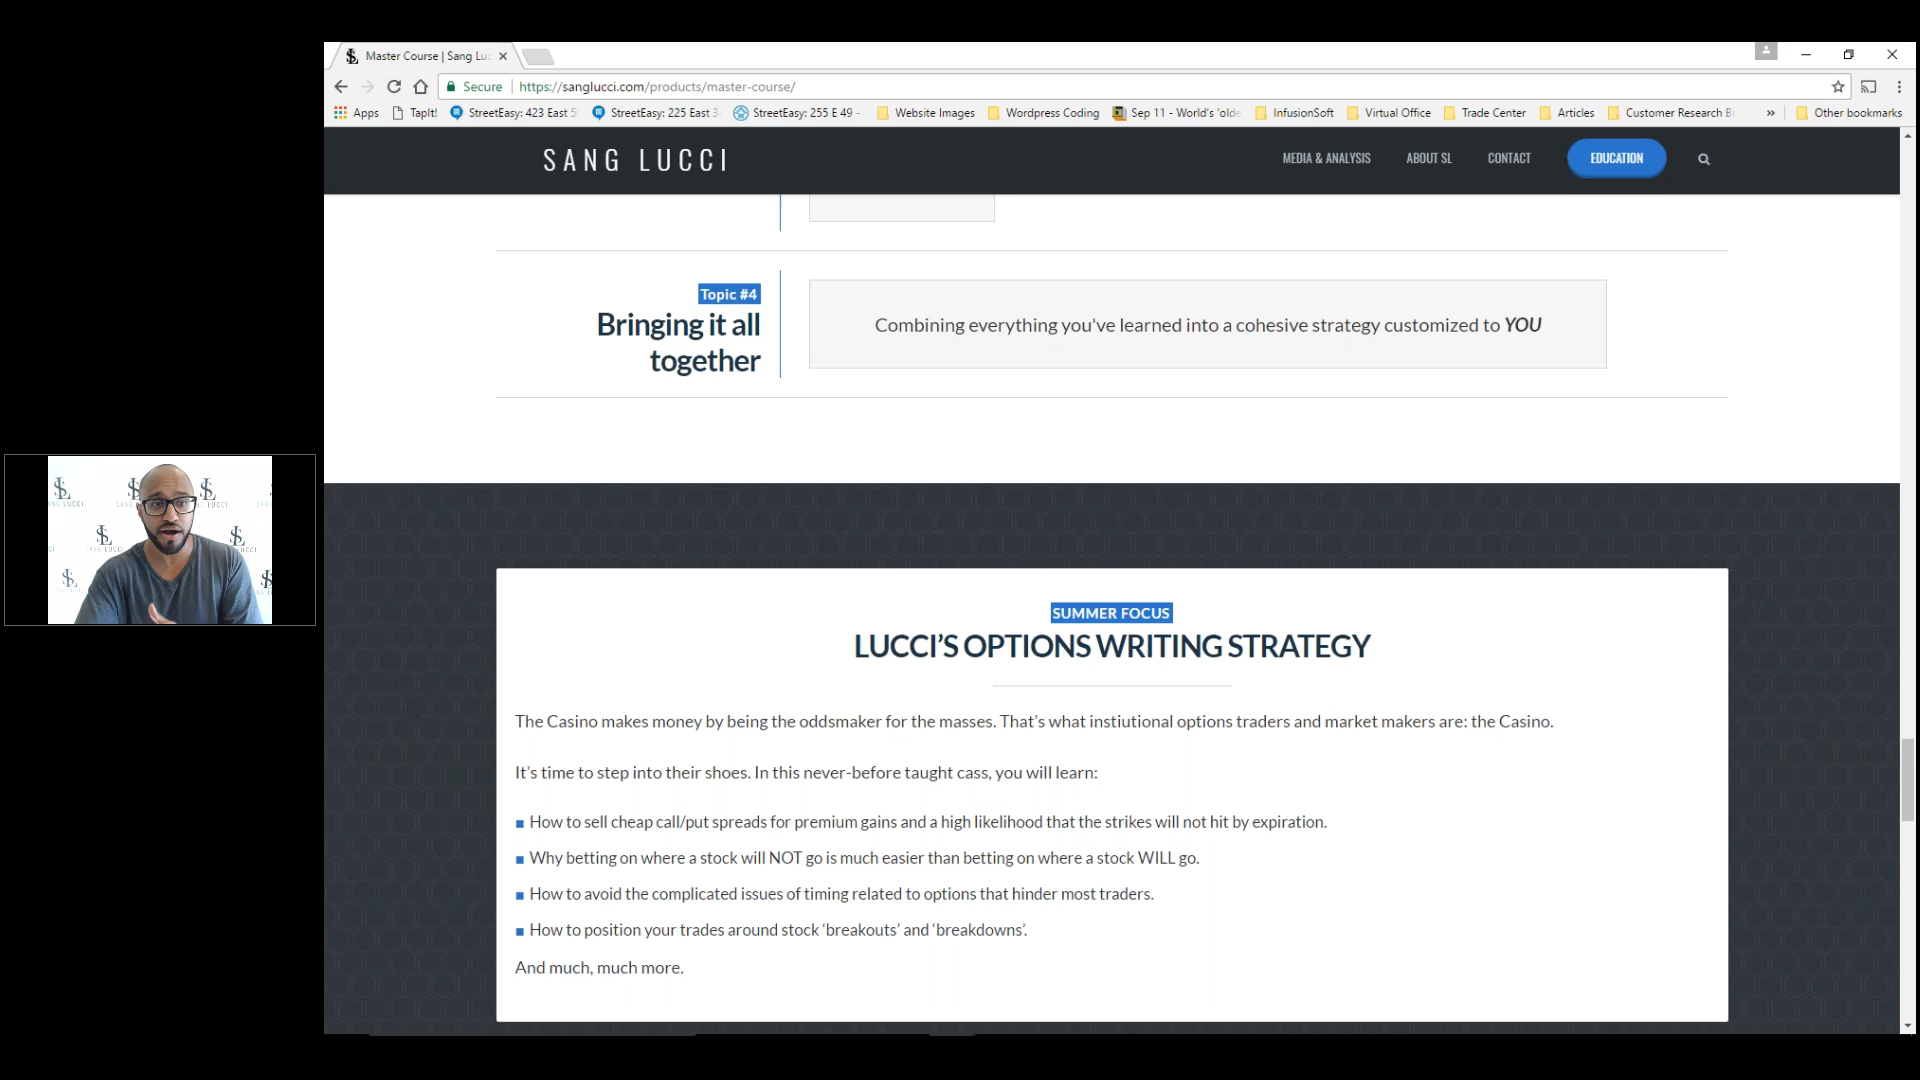 Master Course | Sang Luc
Secure | https://sanglucci.com/products/master-course/
Apps TapIt! StreetEasy: 423 East 5 StreetEasy: 225 East 3 StreetEasy: 255 E 49 - Website Images Wordpress Coding Sep 11 - World's 'olde InfusionSoft Virtual Office Trade Center Articles Customer Research B » Other bookmarks
SANG LUCCI MEDIA & ANALYSIS ABOUT SL CONTACT EDUCATION
Topic #4
Bringing it all
together
Combining everything you've learned into a cohesive strategy customized to YOU
SANG LUCCI
SUMMER FOCUS
LUCCI'S OPTIONS WRITING STRATEGY
The Casino makes money by being the oddsmaker for the masses. That's what instiutional options traders and market makers are: the Casino.
It's time to step into their shoes. In this never-before taught cass, you will learn:
How to sell cheap call/put spreads for premium gains and a high likelihood that the strikes will not hit by expiration.
Why betting on where a stock will NOT go is much easier than betting on where a stock WILL go.
How to avoid the complicated issues of timing related to options that hinder most traders.
How to position your trades around stock 'breakouts' and 'breakdowns'.
And much, much more.